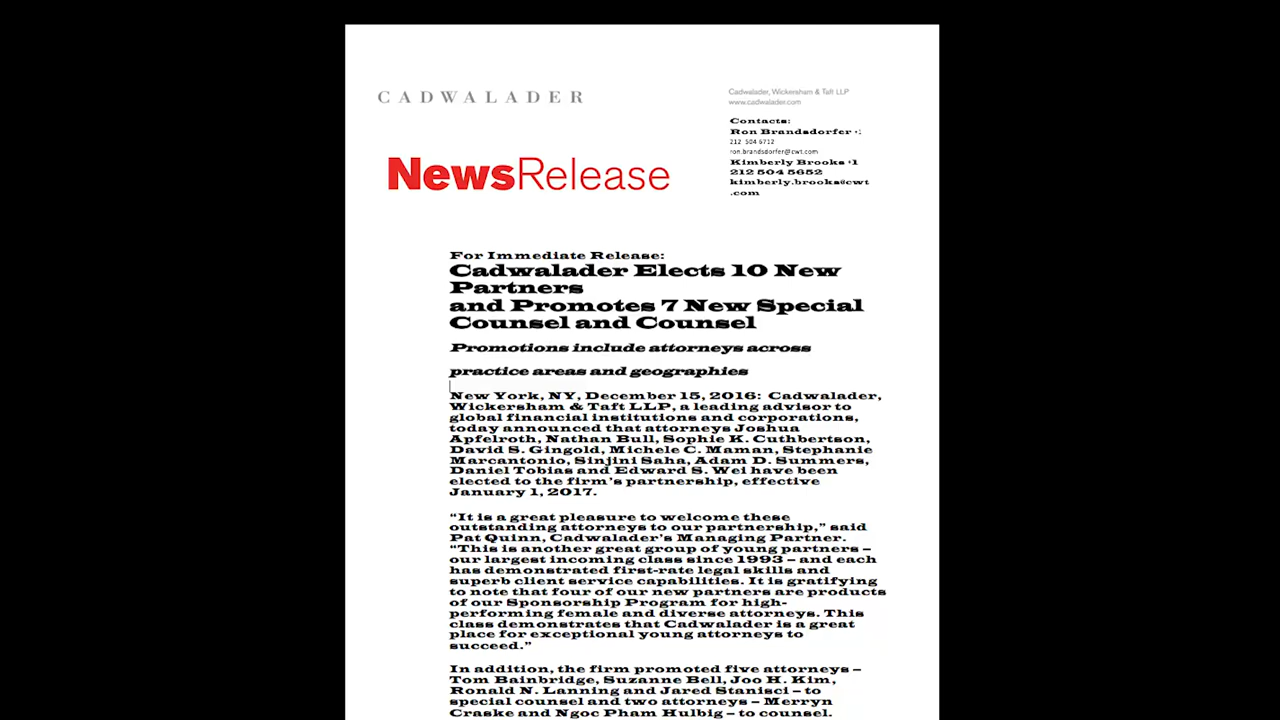 CADWALADER
Cadwalader, Wickersham & Taft LLP
www.cadwalader.com
Contacts:
Ron Brandsdorfer +1
212 504 6712
ron.brandsdorfer@cwt.com
Kimberly Brooks +1
212 504 5652
kimberly.brooks@cwt
.com
NewsRelease
For Immediate Release:
Cadwalader Elects 10 New
Partners
and Promotes 7 New Special
Counsel and Counsel
Promotions include attorneys across
practice areas and geographies
New York, NY, December 15, 2016: Cadwalader,
Wickersham & Taft LLP, a leading advisor to
global financial institutions and corporations,
today announced that attorneys Joshua
Apfelroth, Nathan Bull, Sophie K. Cuthbertson,
David S. Gingold, Michele C. Maman, Stephanie
Marcantonio, Sinjini Saha, Adam D. Summers,
Daniel Tobias and Edward S. Wei have been
elected to the firm’s partnership, effective
January 1, 2017.
“It is a great pleasure to welcome these
outstanding attorneys to our partnership,” said
Pat Quinn, Cadwalader’s Managing Partner.
“This is another great group of young partners –
our largest incoming class since 1993 – and each
has demonstrated first-rate legal skills and
superb client service capabilities. It is gratifying
to note that four of our new partners are products
of our Sponsorship Program for high-
performing female and diverse attorneys. This
class demonstrates that Cadwalader is a great
place for exceptional young attorneys to
succeed.”
In addition, the firm promoted five attorneys –
Tom Bainbridge, Suzanne Bell, Joo H. Kim,
Ronald N. Lanning and Jared Stanisci – to
special counsel and two attorneys – Merryn
Craske and Ngoc Pham Hulbig – to counsel.